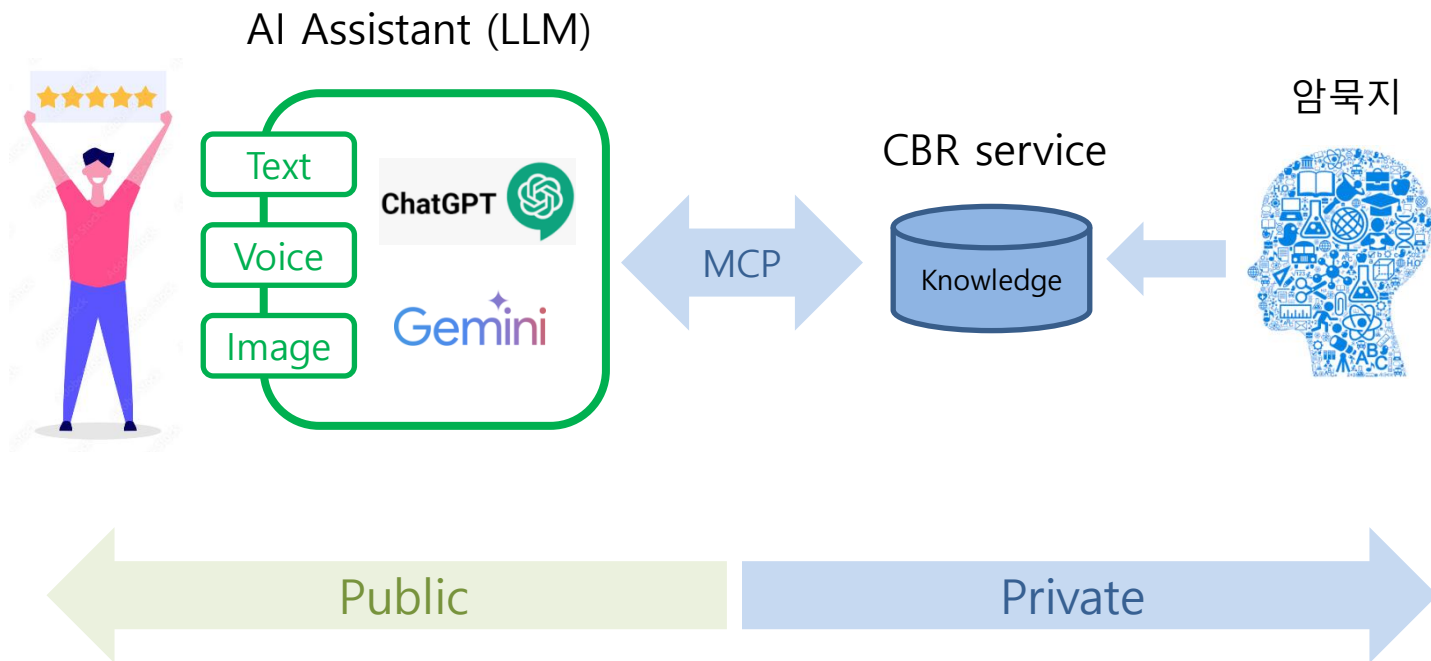 AI Assistant (LLM)
암묵지
Text
ChatGPT
CBR service
Voice
MCP
Knowledge
Gemini
Image
Public
Private